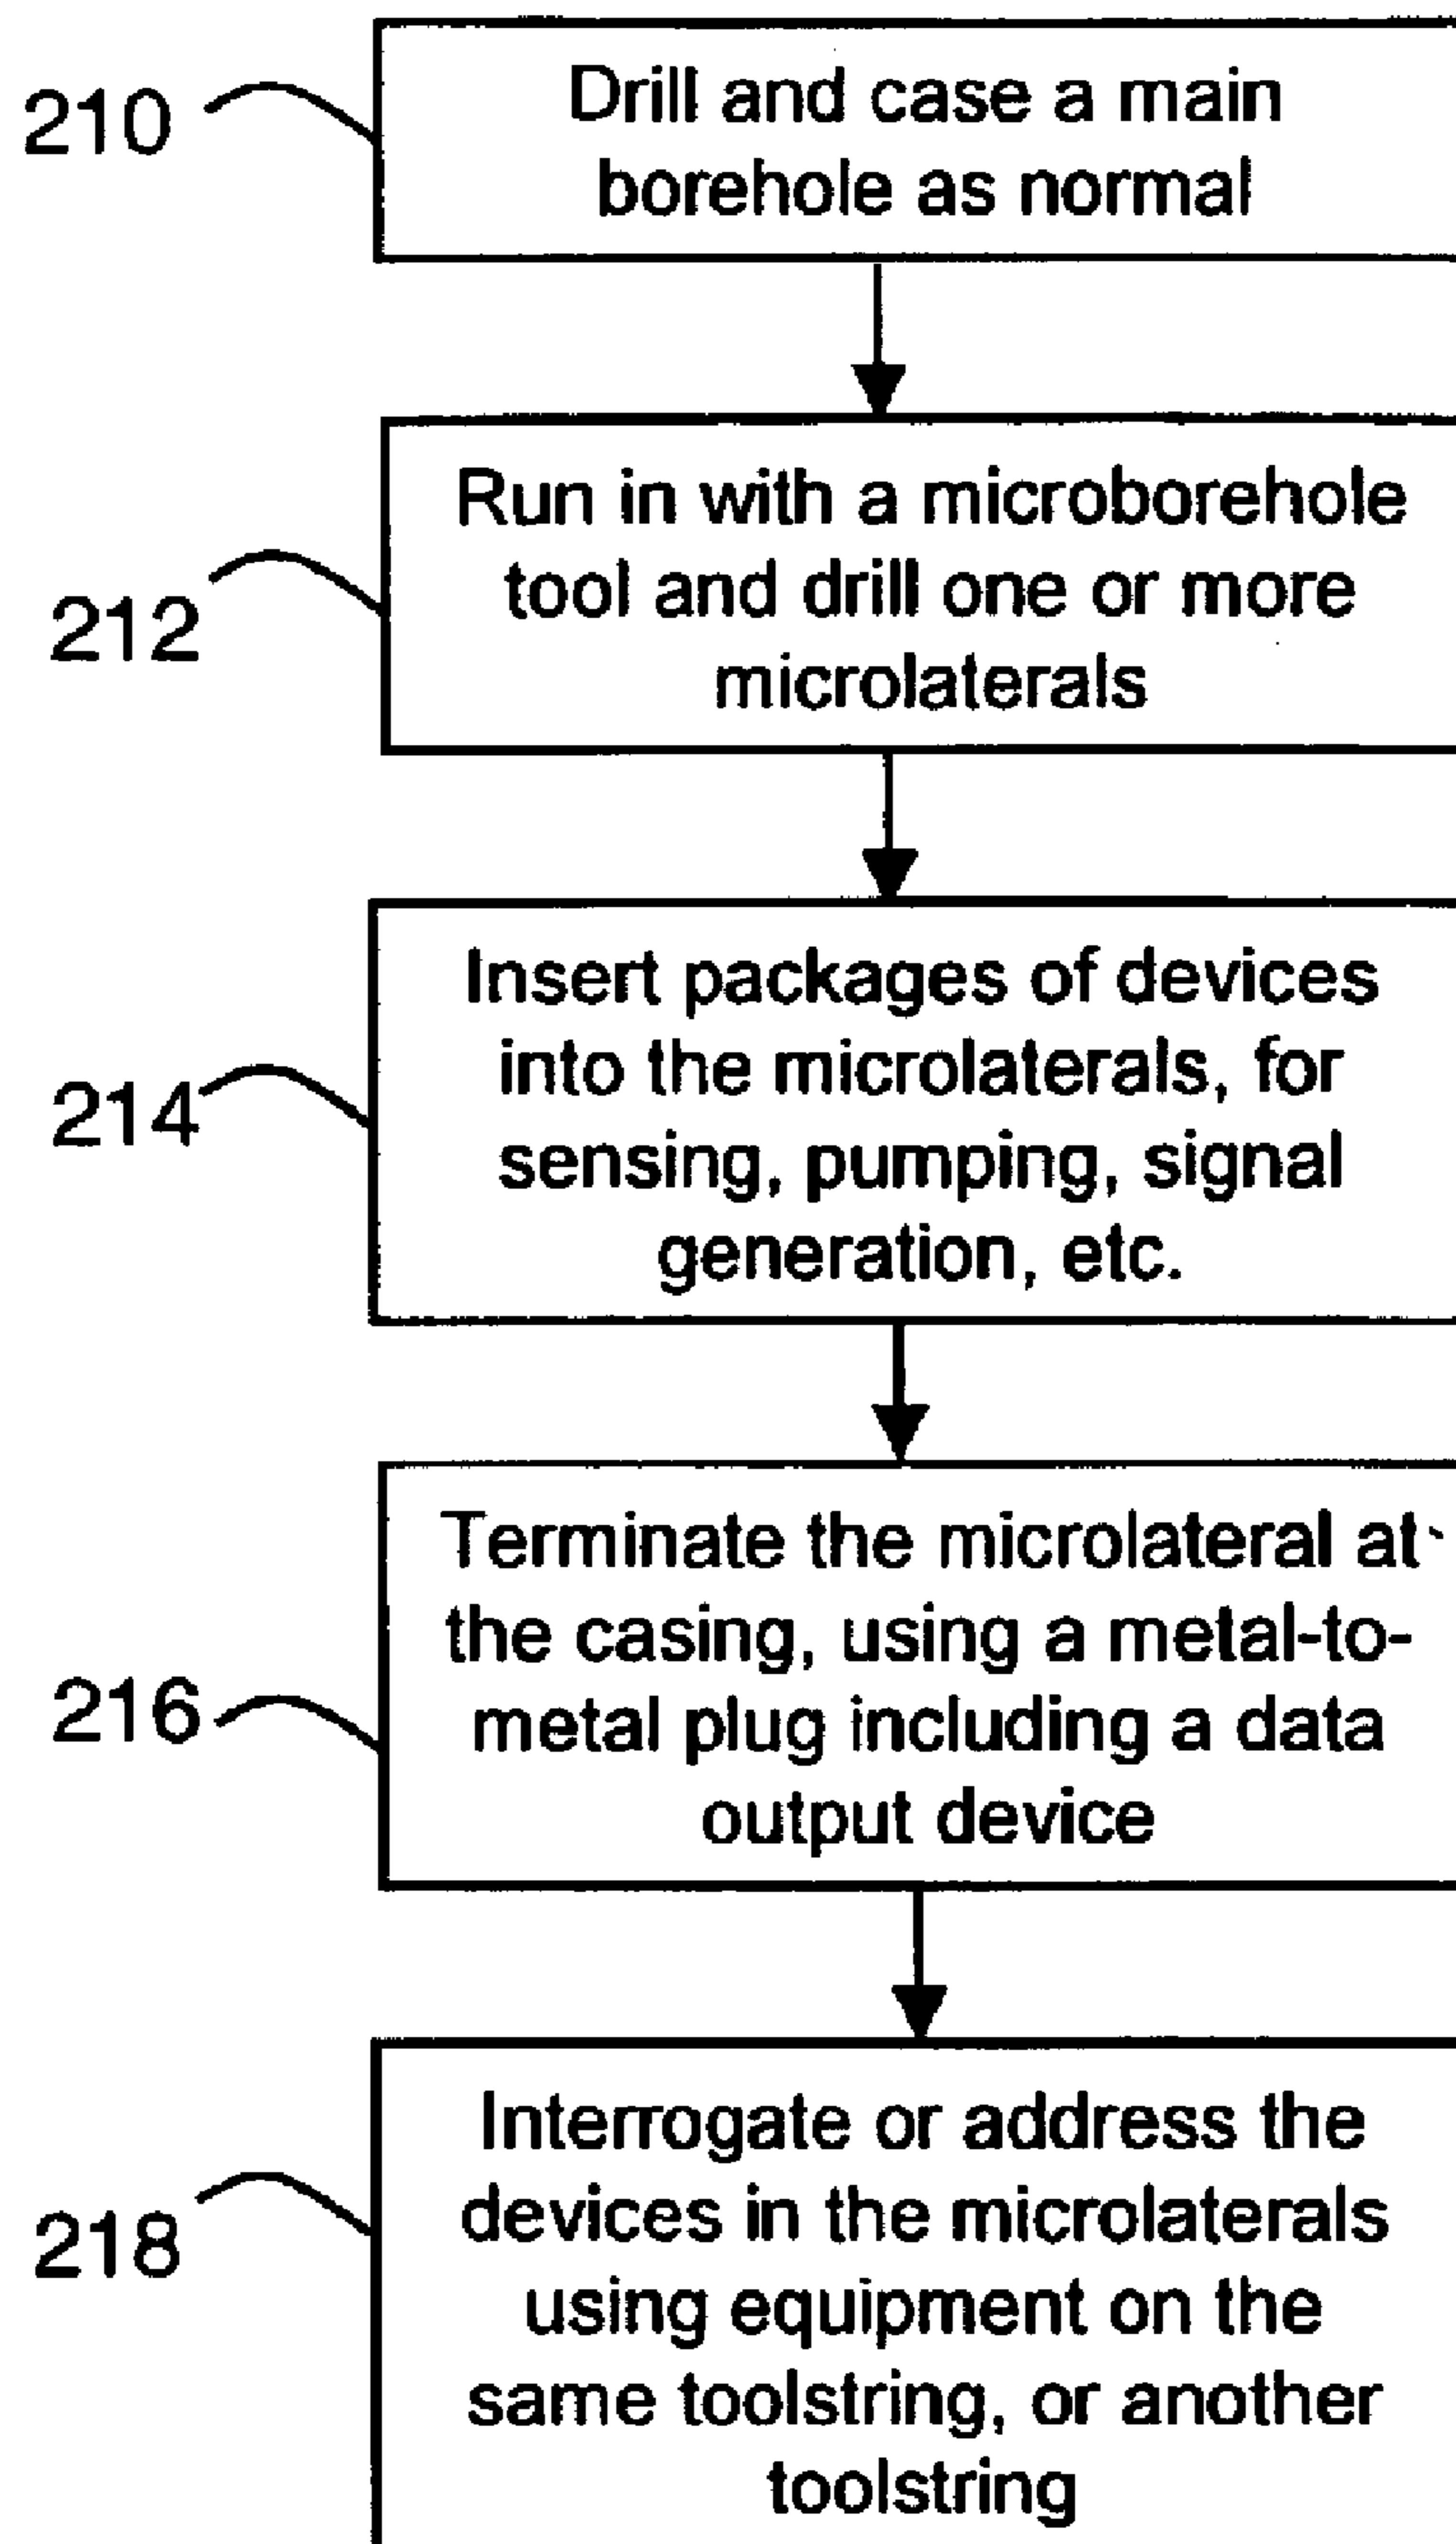 210
Drill and case a main
borehole as normal
212
Run in with a microborehole
tool and drill one or more
microlaterals
214
Insert packages of devices
into the microlaterals, for
sensing, pumping, signal
generation, etc.
216
Terminate the microlateral at
the casing, using a metal-to-
metal plug including a data
output device
218
Interrogate or address the
devices in the microlaterals
using equipment on the
same toolstring, or another
toolstring